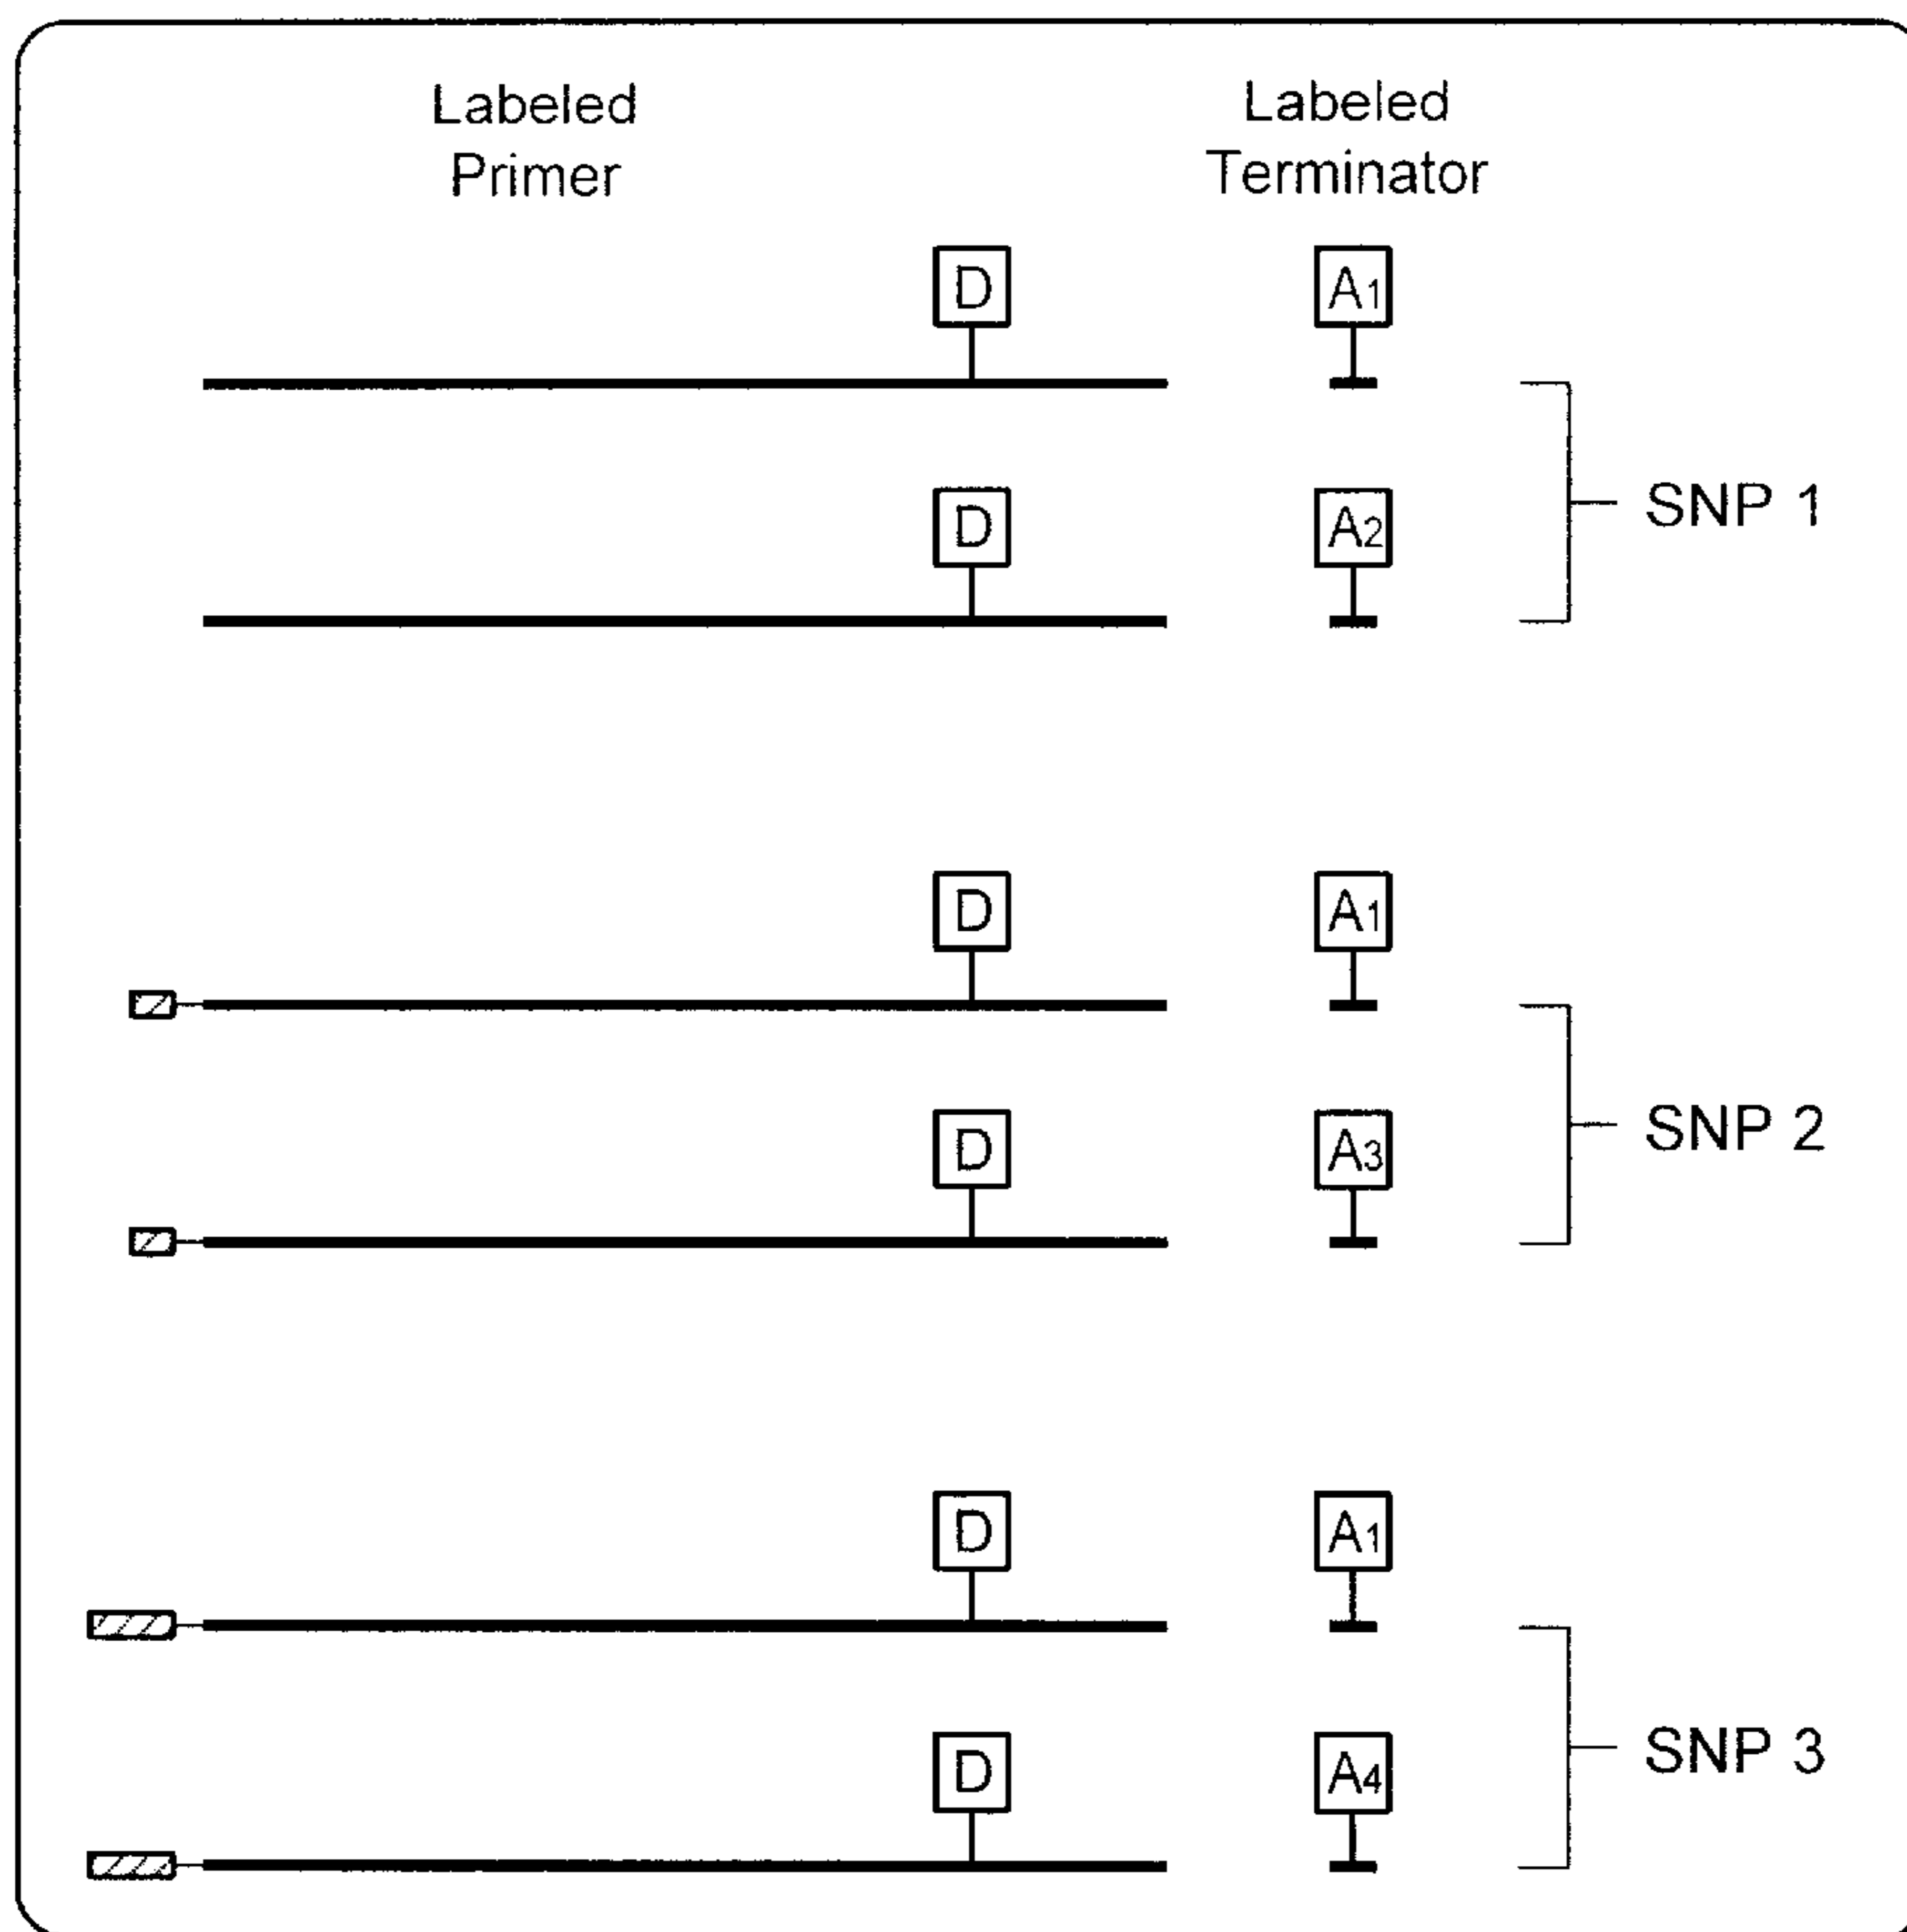 Labeled Primer
Labeled Terminator
D A1
D A2
SNP 1
D A1
D A3
SNP 2
D A1
D A4
SNP 3